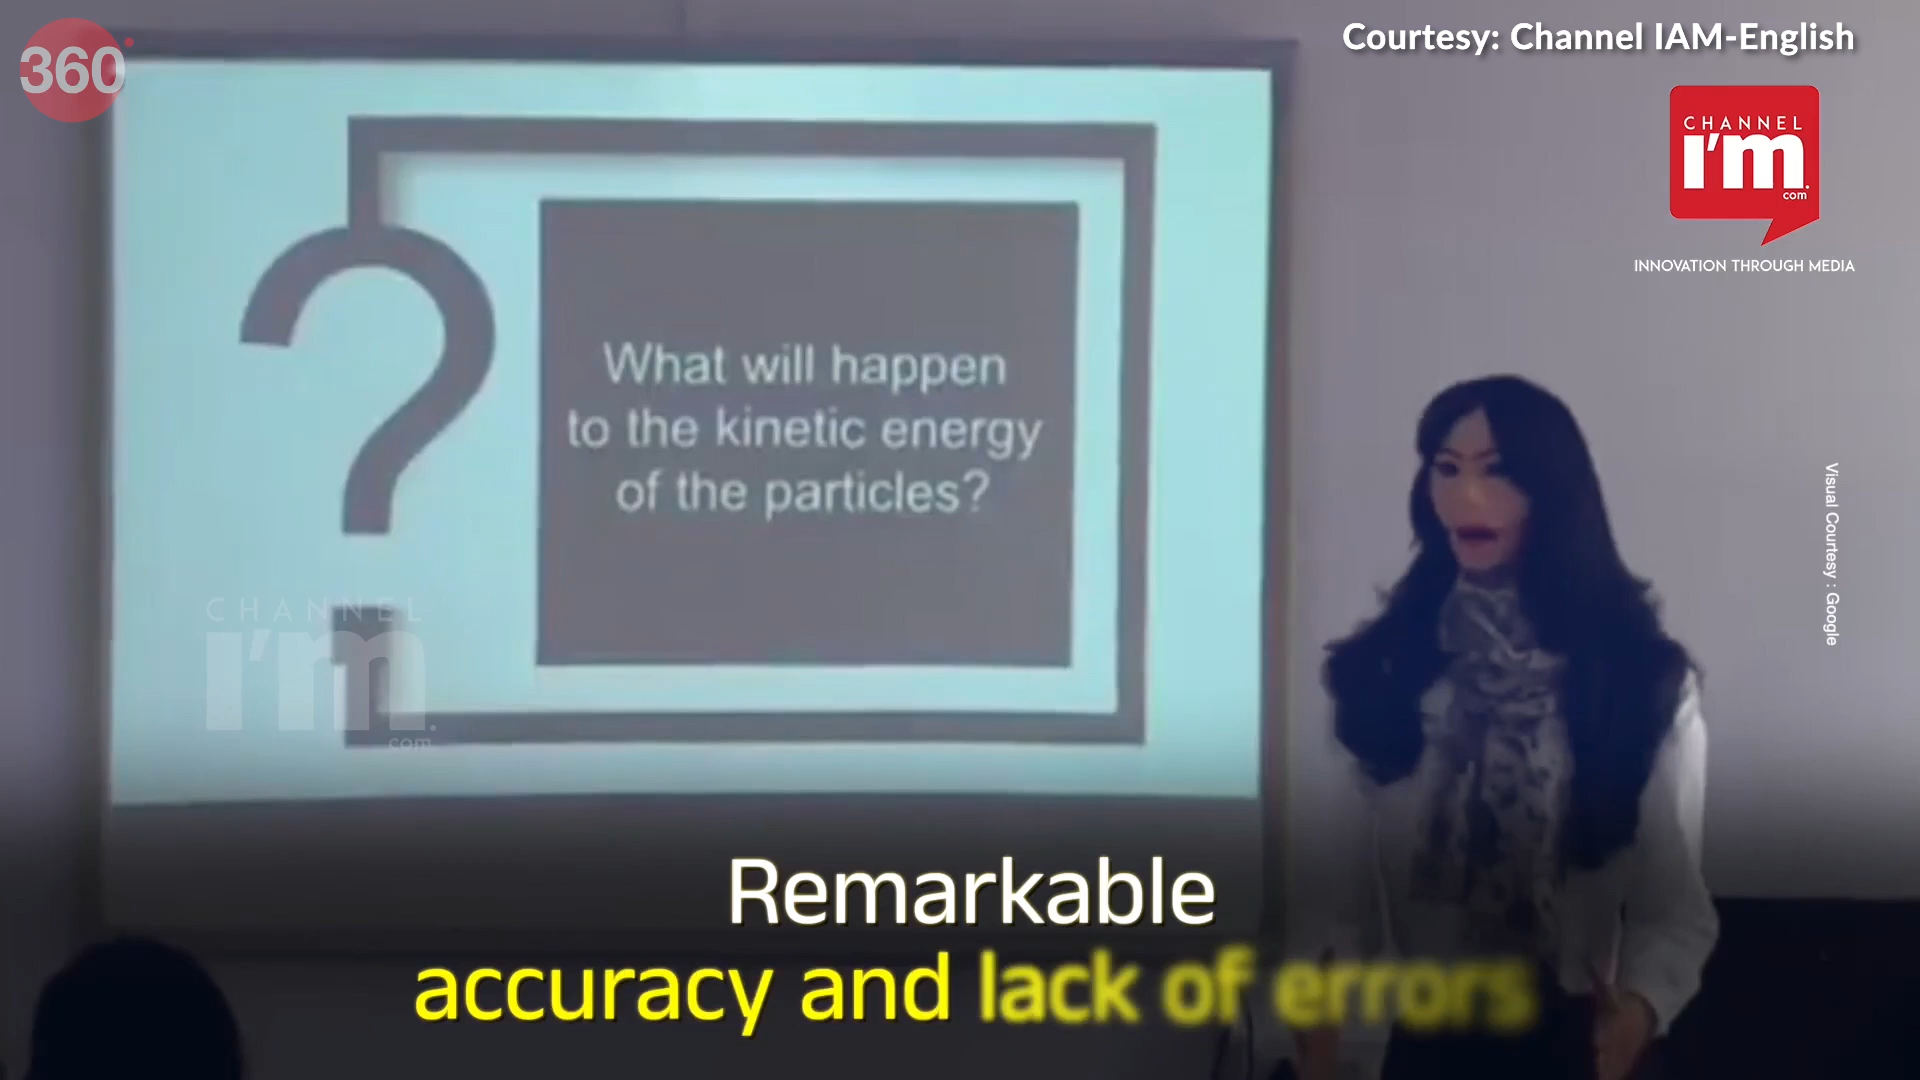 360
Courtesy: Channel IAM-English
CHANNEL
I'm
.com
INNOVATION THROUGH MEDIA
?
What will happen
to the kinetic energy
of the particles?
Visual Courtesy : Google
CHANNEL
I'm
.com
Remarkable
accuracy and lack of errors